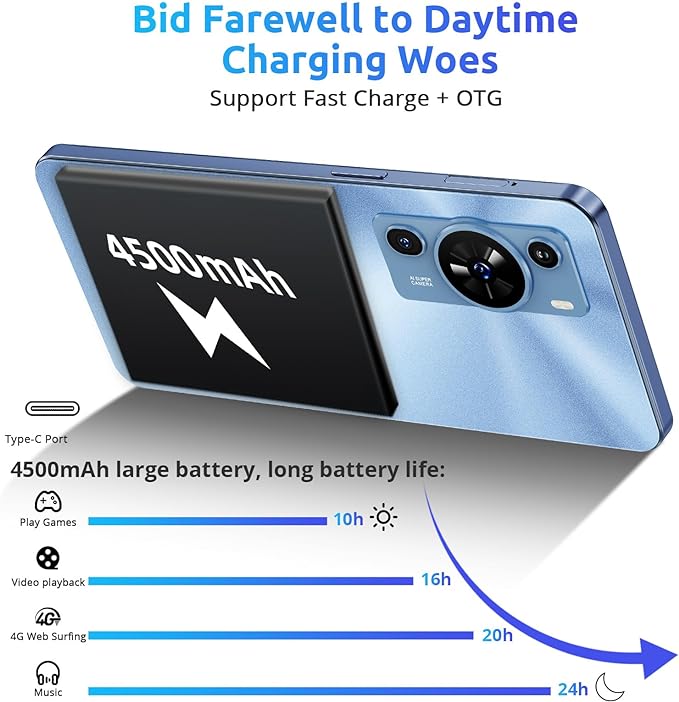 Bid Farewell to Daytime
Charging Woes
Support Fast Charge + OTG
4500mAh
AI SUPER
CAMERA
Type-C Port
4500mAh large battery, long battery life:
Play Games
10h
Video playback
16h
4G
4G Web Surfing
20h
Music
24h